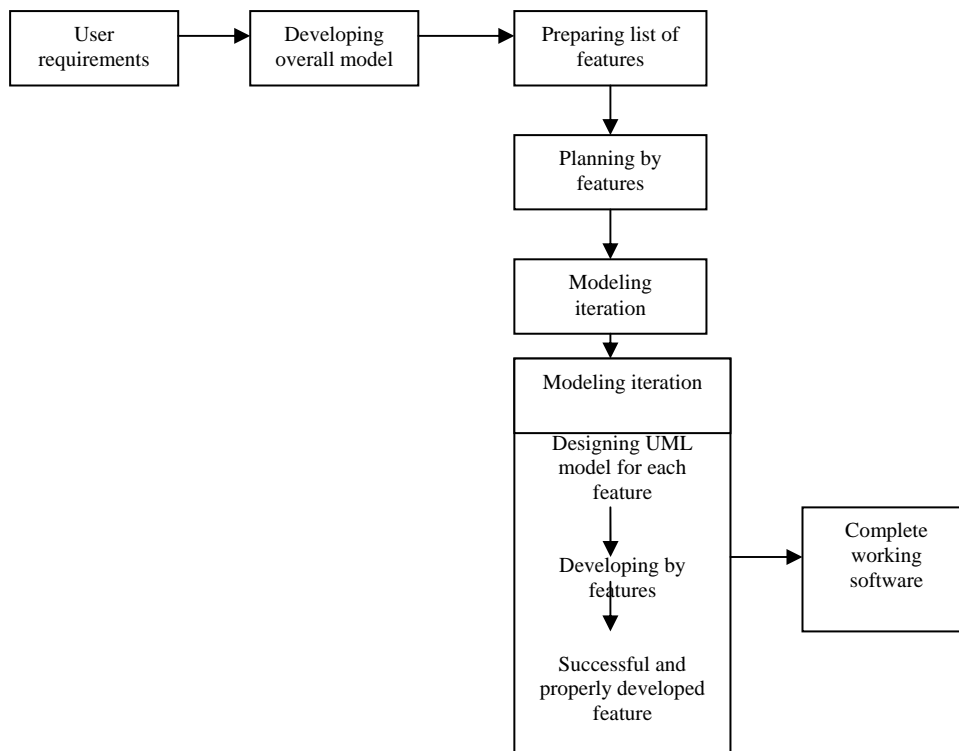 User
requirements
Developing
overall model
Preparing list of
features
Planning by
features
Modeling
iteration
Modeling iteration
Designing UML
model for each
feature
Developing by
features
Successful and
properly developed
feature
Complete
working
software